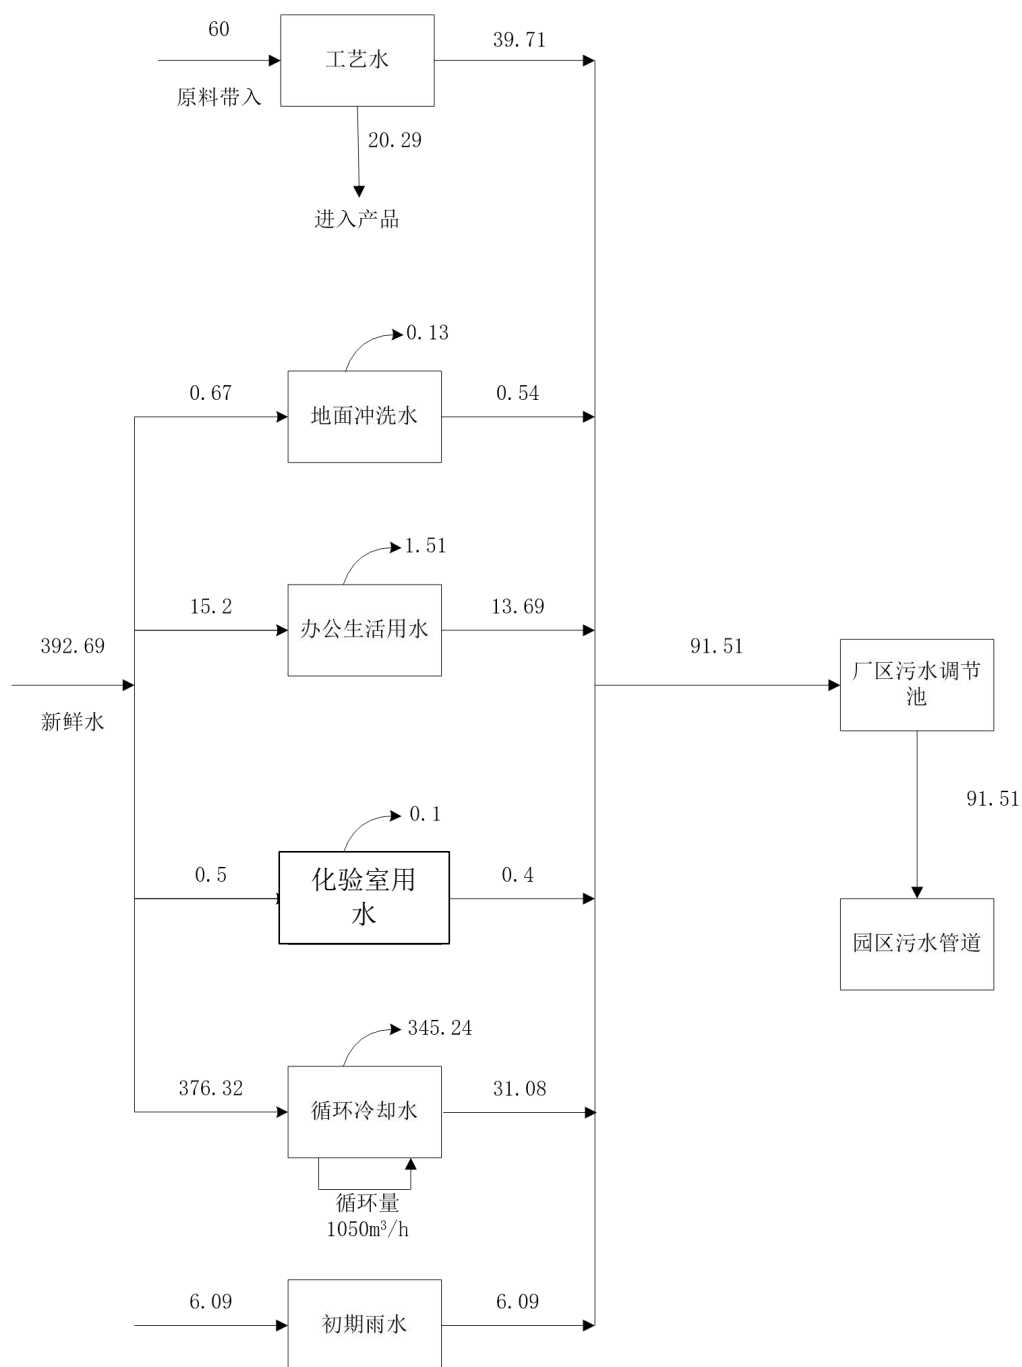 60
39.71
工艺水
原料带入
20.29
进入产品
0.13
0.67
0.54
地面冲洗水
1.51
15.2
13.69
办公生活用水
392.69
新鲜水
91.51
厂区污水调节
池
91.51
0.1
0.5
0.4
化验室用
水
园区污水管道
345.24
376.32
31.08
循环冷却水
循环量
1050m³/h
6.09
6.09
初期雨水